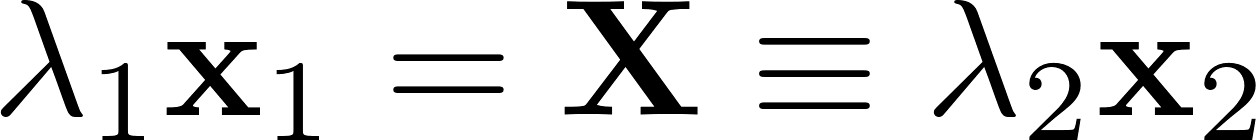 λ₁𝐱₁ = 𝐗 ≡ λ₂𝐱₂